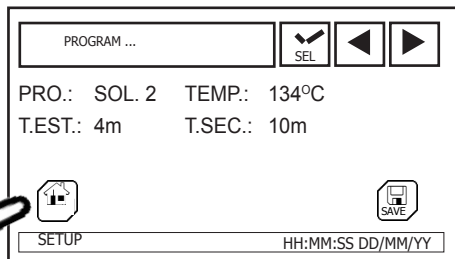 PROGRAM ...
SEL
PRO.: SOL. 2 TEMP.: 134°C
T.EST.: 4m T.SEC.: 10m
SAVE
SETUP HH:MM:SS DD/MM/YY